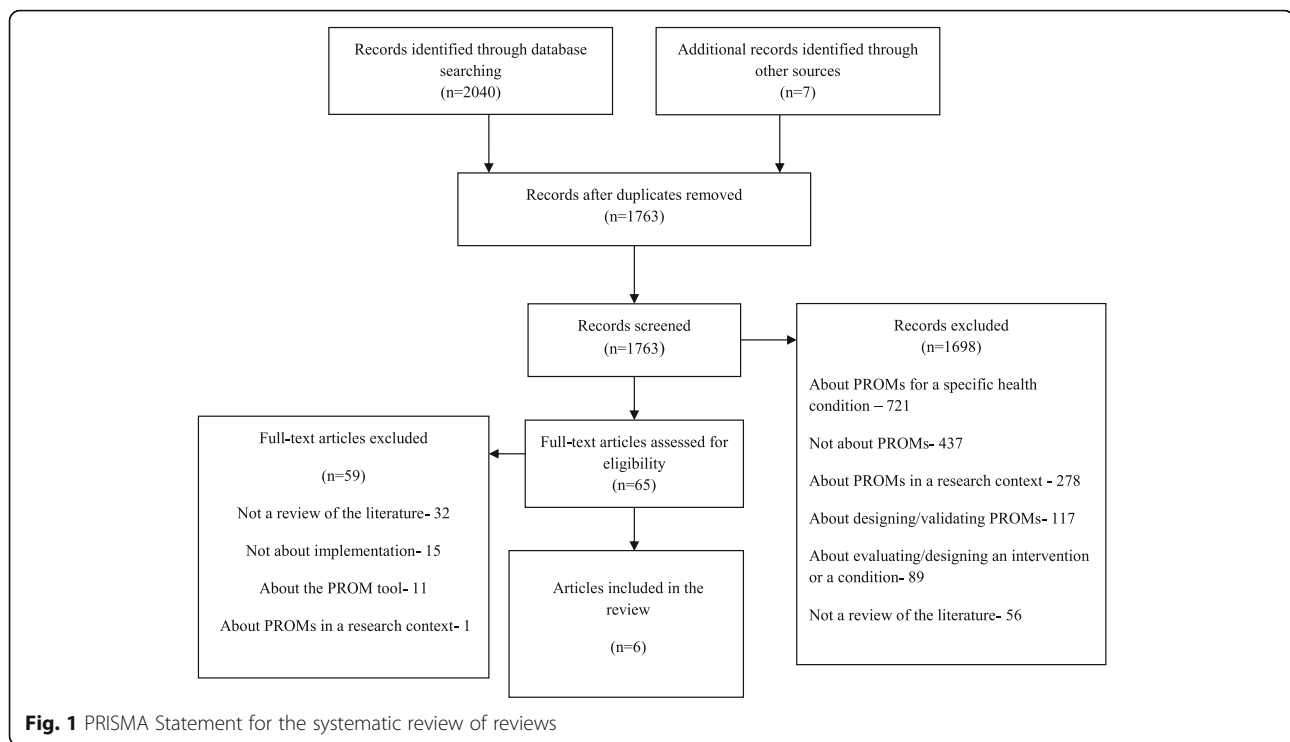 Records identified through database
searching
(n=2040)
Additional records identified through
other sources
(n=7)
Records after duplicates removed
(n=1763)
Records screened
(n=1763)
Records excluded
(n=1698)
About PROMs for a specific health
condition – 721
Not about PROMs- 437
About PROMs in a research context - 278
About designing/validating PROMs- 117
About evaluating/designing an intervention
or a condition- 89
Not a review of the literature- 56
Full-text articles assessed for
eligibility
(n=65)
Full-text articles excluded
(n=59)
Not a review of the literature- 32
Not about implementation- 15
About the PROM tool- 11
About PROMs in a research context- 1
Articles included in the
review
(n=6)
Fig. 1 PRISMA Statement for the systematic review of reviews